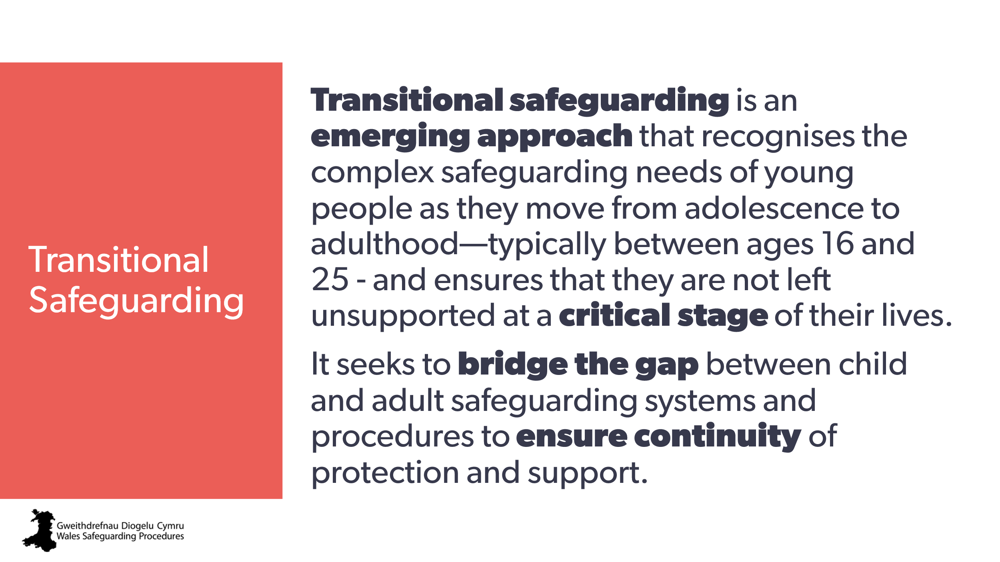 Transitional
Safeguarding
Transitional safeguarding is an
emerging approach that recognises the
complex safeguarding needs of young
people as they move from adolescence to
adulthood—typically between ages 16 and
25 - and ensures that they are not left
unsupported at a critical stage of their lives.
It seeks to bridge the gap between child
and adult safeguarding systems and
procedures to ensure continuity of
protection and support.
Gweithdrefnau Diogelu Cymru
Wales Safeguarding Procedures